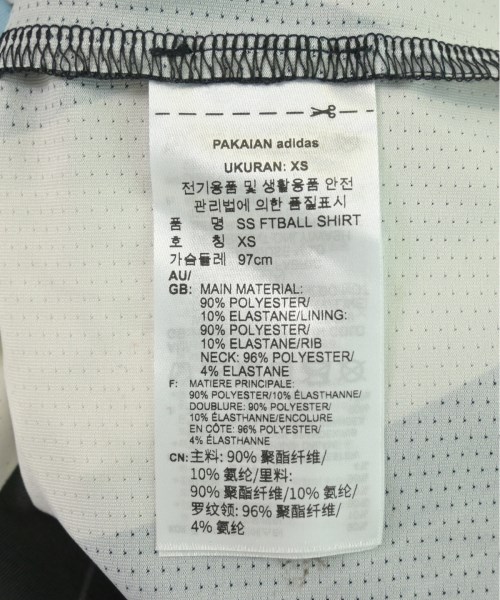 PAKAIAN adidas
UKURAN: XS
전기용품 및 생활용품 안전
관리법에 의한 품질표시
품 명 SS FTBALL SHIRT
호 칭 XS
가슴둘레 97cm
AU/
GB: MAIN MATERIAL:
90% POLYESTER/
10% ELASTANE/LINING:
90% POLYESTER/
10% ELASTANE/RIB
NECK: 96% POLYESTER/
4% ELASTANE
F: MATIERE PRINCIPALE:
90% POLYESTER/10% ÉLASTHANNE/
DOUBLURE: 90% POLYESTER/
10% ÉLASTHANNE/ENCOLURE
EN CÔTE: 96% POLYESTER/
4% ÉLASTHANNE
CN: 主料: 90% 聚酯纤维/
10% 氨纶/里料:
90% 聚酯纤维/10% 氨纶/
罗纹领: 96% 聚酯纤维/
4% 氨纶